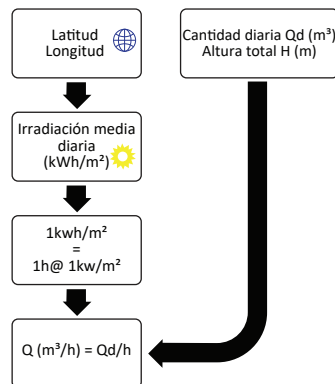 Latitud
Longitud
Cantidad diaria Qd (m³)
Altura total H (m)
Irradiación media
diaria
(kWh/m²)
1kwh/m²
=
1h@ 1kw/m²
Q (m³/h) = Qd/h